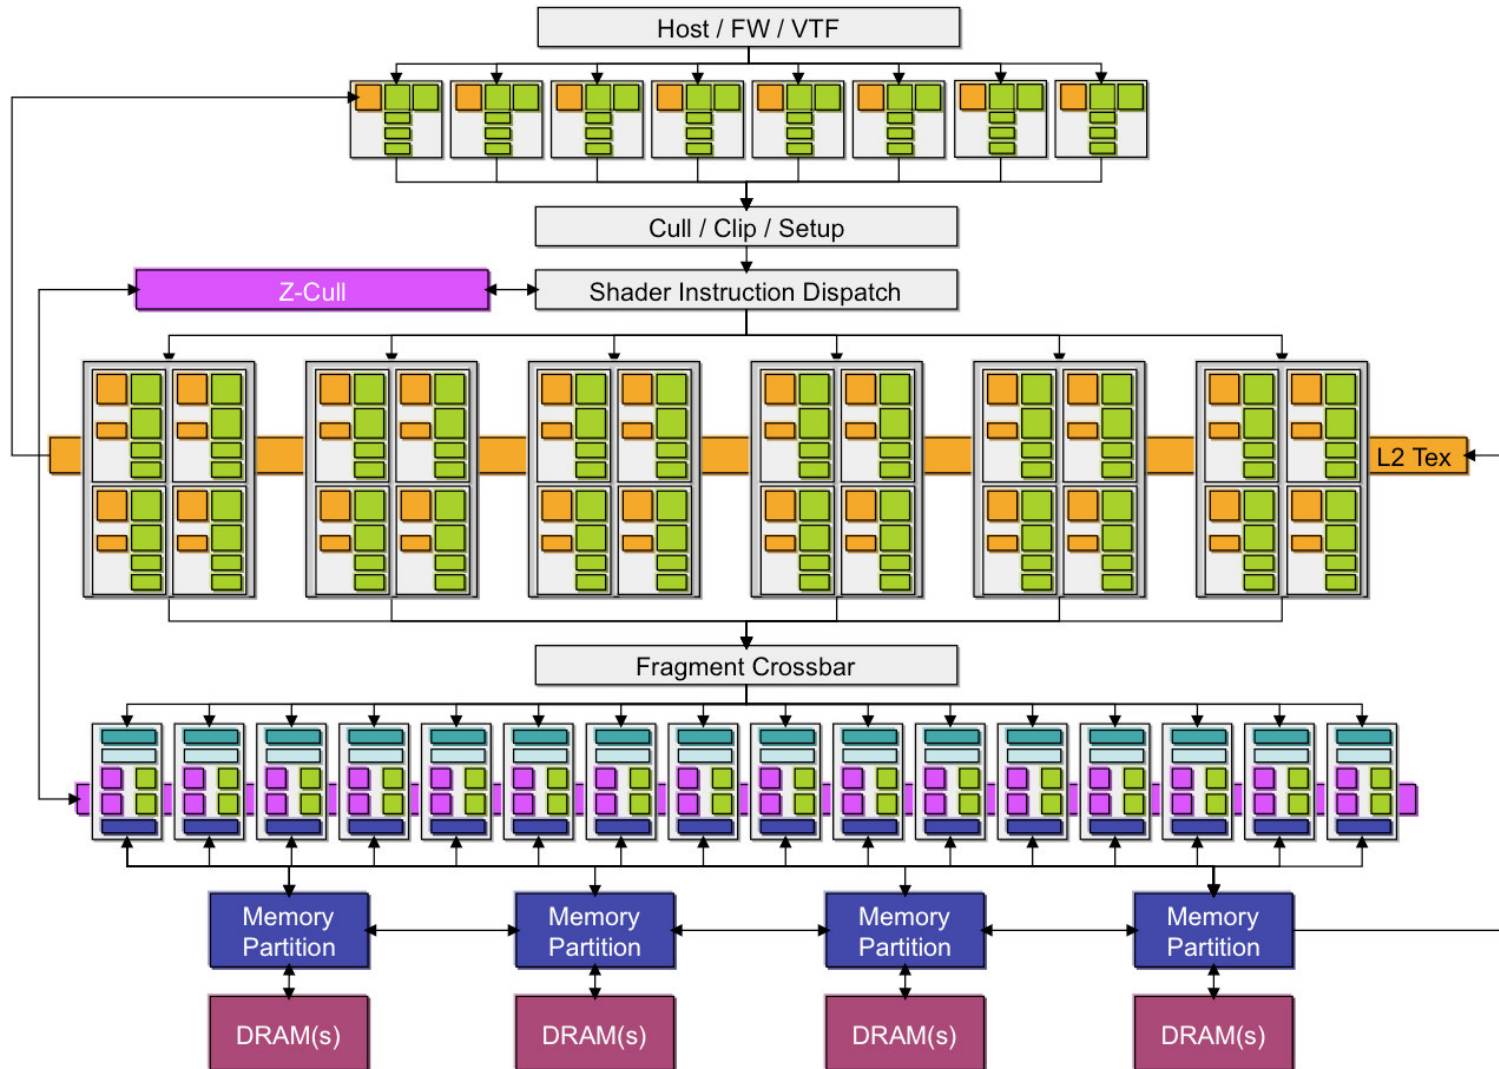 Host / FW / VTF
Cull / Clip / Setup
Z-Cull
Shader Instruction Dispatch
L2 Tex
Fragment Crossbar
Memory
Partition
Memory
Partition
Memory
Partition
Memory
Partition
DRAM(s)
DRAM(s)
DRAM(s)
DRAM(s)